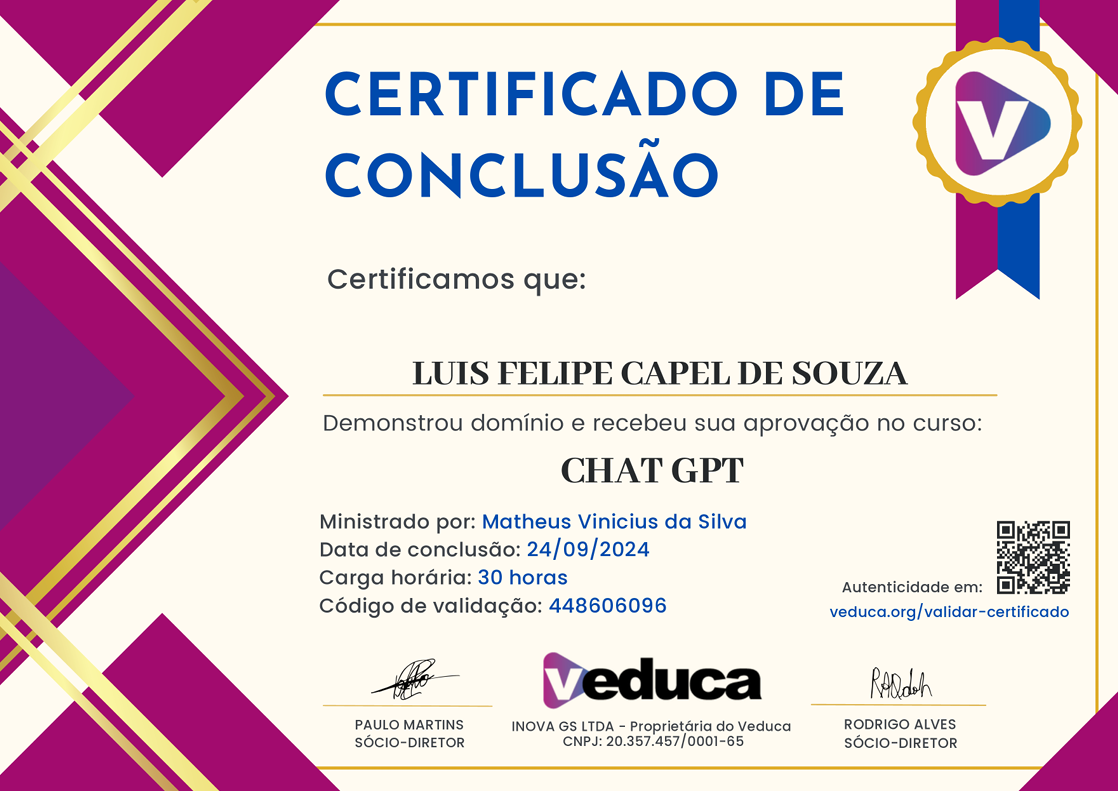 CERTIFICADO DE
CONCLUSÃO
Certificamos que:
LUIS FELIPE CAPEL DE SOUZA
Demonstrou domínio e recebeu sua aprovação no curso:
CHAT GPT
Ministrado por: Matheus Vinicius da Silva
Data de conclusão: 24/09/2024
Carga horária: 30 horas
Código de validação: 448606096
Autenticidade em:
veduca.org/validar-certificado
PAULO MARTINS
SÓCIO-DIRETOR
veduca
INOVA GS LTDA - Proprietária do Veduca
CNPJ: 20.357.457/0001-65
RODRIGO ALVES
SÓCIO-DIRETOR